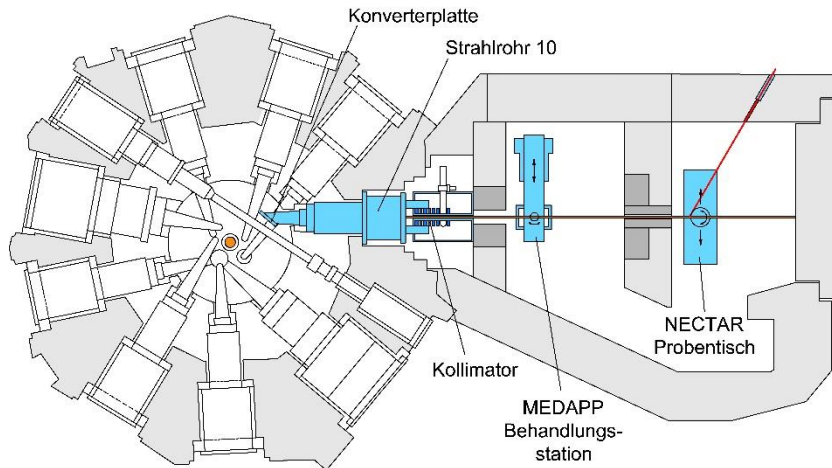 Konverterplatte
Strahlrohr 10
Kollimator
MEDAPP
Behandlungs-
station
NECTAR
Probentisch